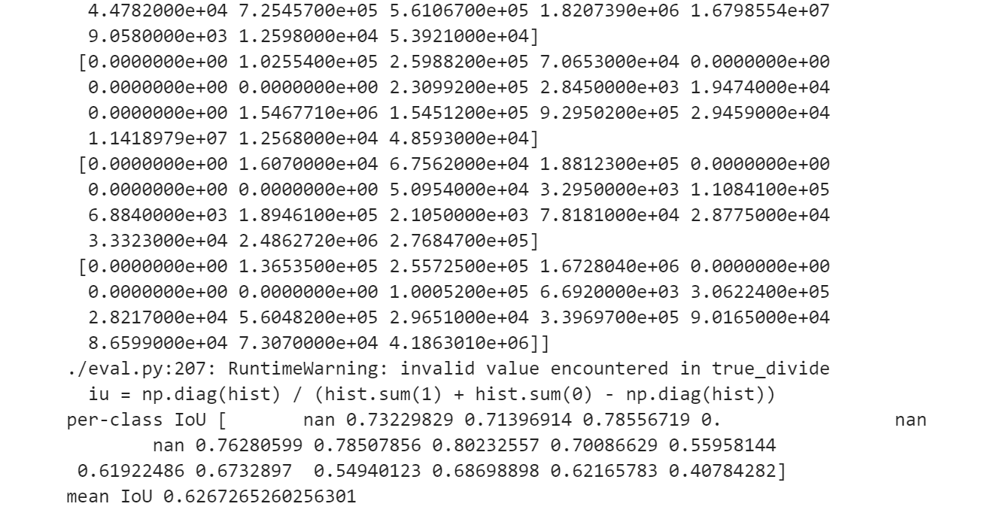 4.4782000e+04 7.2545700e+05 5.6106700e+05 1.8207390e+06 1.6798554e+07
9.0580000e+03 1.2598000e+04 5.3921000e+04]
[0.0000000e+00 1.0255400e+05 2.5988200e+05 7.0653000e+04 0.0000000e+00
0.0000000e+00 0.0000000e+00 2.3099200e+05 2.8450000e+03 1.9474000e+04
0.0000000e+00 1.5467710e+06 1.5451200e+05 9.2950200e+05 2.9459000e+04
1.1418979e+07 1.2568000e+04 4.8593000e+04]
[0.0000000e+00 1.6070000e+04 6.7562000e+04 1.8812300e+05 0.0000000e+00
0.0000000e+00 0.0000000e+00 5.0954000e+04 3.2950000e+03 1.1084100e+05
6.8840000e+03 1.8946100e+05 2.1050000e+03 7.8181000e+04 2.8775000e+04
3.3323000e+04 2.4862720e+06 2.7684700e+05]
[0.0000000e+00 1.3653500e+05 2.5572500e+05 1.6728040e+06 0.0000000e+00
0.0000000e+00 0.0000000e+00 1.0005200e+05 6.6920000e+03 3.0622400e+05
2.8217000e+04 5.6048200e+05 2.9651000e+04 3.3969700e+05 9.0165000e+04
8.6599000e+04 7.3070000e+04 4.1863010e+06]]
./eval.py:207: RuntimeWarning: invalid value encountered in true_divide
iu = np.diag(hist) / (hist.sum(1) + hist.sum(0) - np.diag(hist))
per-class IoU [ nan 0.73229829 0.71396914 0.78556719 0. nan
nan 0.76280599 0.78507856 0.80232557 0.70086629 0.55958144
0.61922486 0.6732897 0.54940123 0.68698898 0.62165783 0.40784282]
mean IoU 0.6267265260256301